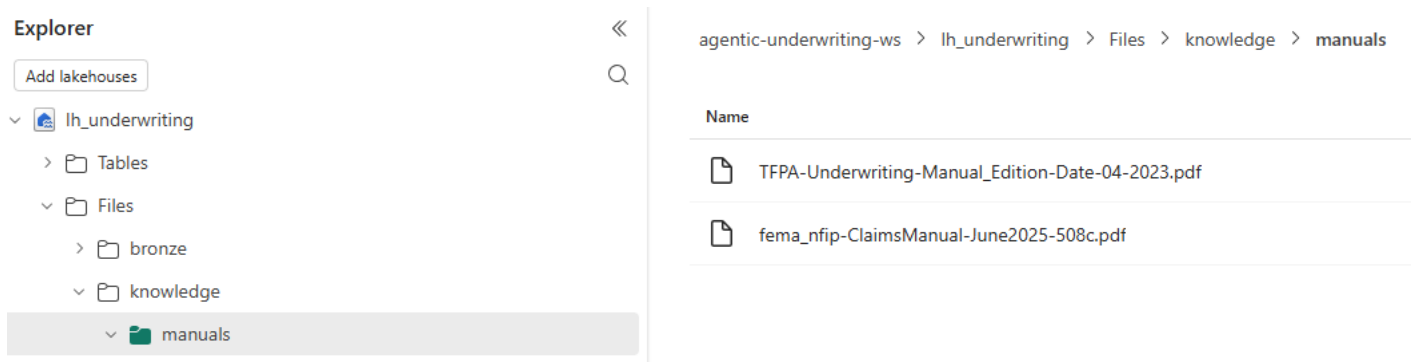 Explorer
Add lakehouses
lh_underwriting
Tables
Files
bronze
knowledge
manuals
agentic-underwriting-ws > lh_underwriting > Files > knowledge > manuals
Name
TFPA-Underwriting-Manual_Edition-Date-04-2023.pdf
fema_nfip-ClaimsManual-June2025-508c.pdf